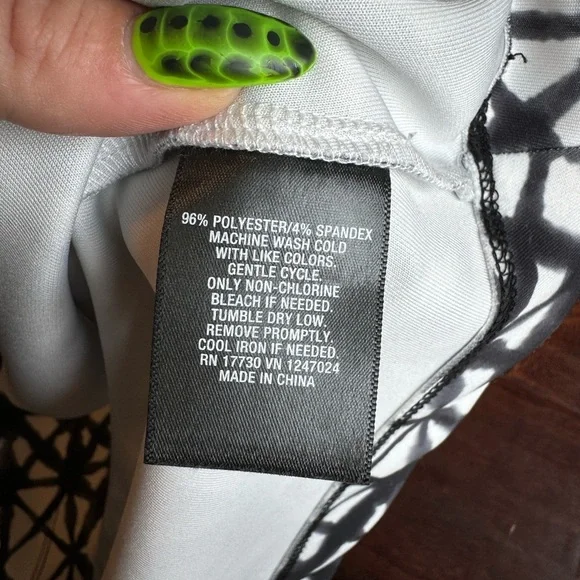 96% POLYESTER/4% SPANDEX
MACHINE WASH COLD
WITH LIKE COLORS.
GENTLE CYCLE.
ONLY NON-CHLORINE
BLEACH IF NEEDED.
TUMBLE DRY LOW.
REMOVE PROMPTLY.
COOL IRON IF NEEDED.
RN 17730 VN 1247024
MADE IN CHINA